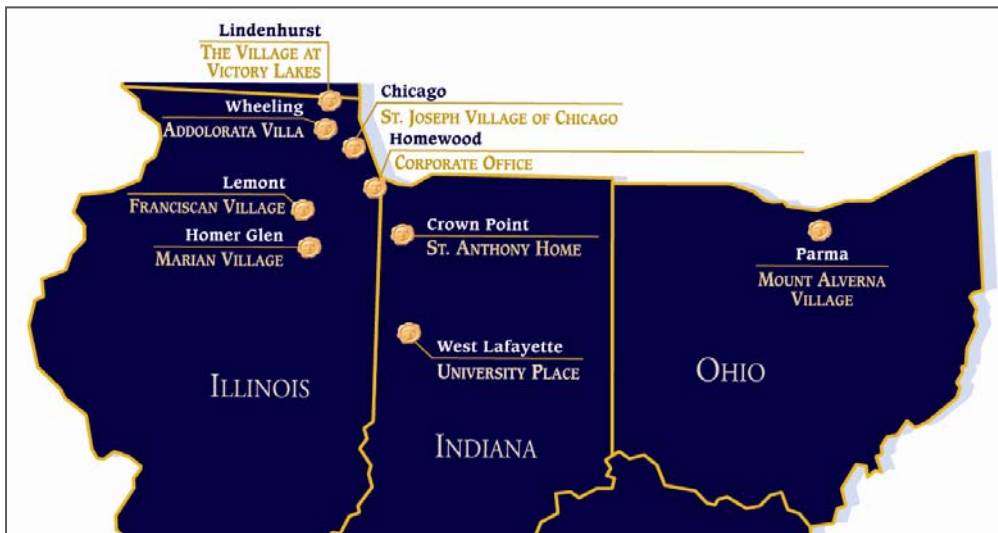 Lindenhurst
THE VILLAGE AT
VICTORY LAKES
Wheeling
ADDOLORATA VILLA
Chicago
ST. JOSEPH VILLAGE OF CHICAGO
Homewood
CORPORATE OFFICE
Lemont
FRANCISCAN VILLAGE
Homer Glen
MARIAN VILLAGE
Crown Point
ST. ANTHONY HOME
Parma
MOUNT ALVERNA
VILLAGE
West Lafayette
UNIVERSITY PLACE
ILLINOIS
INDIANA
OHIO